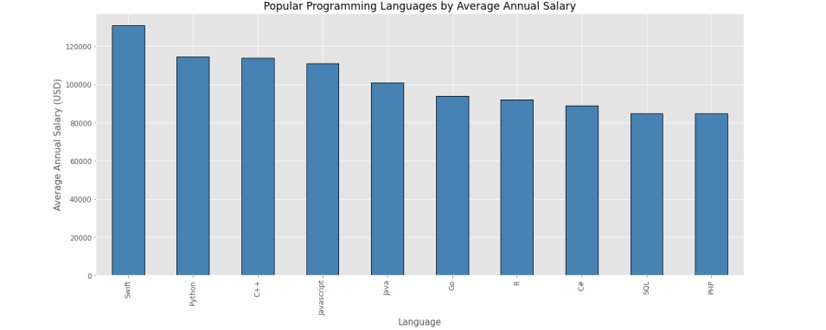 Popular Programming Languages by Average Annual Salary
Average Annual Salary (USD)
120000
100000
80000
60000
40000
20000
0
Swift
Python
C++
Javascript
Java
Go
R
C#
SQL
PHP
Language